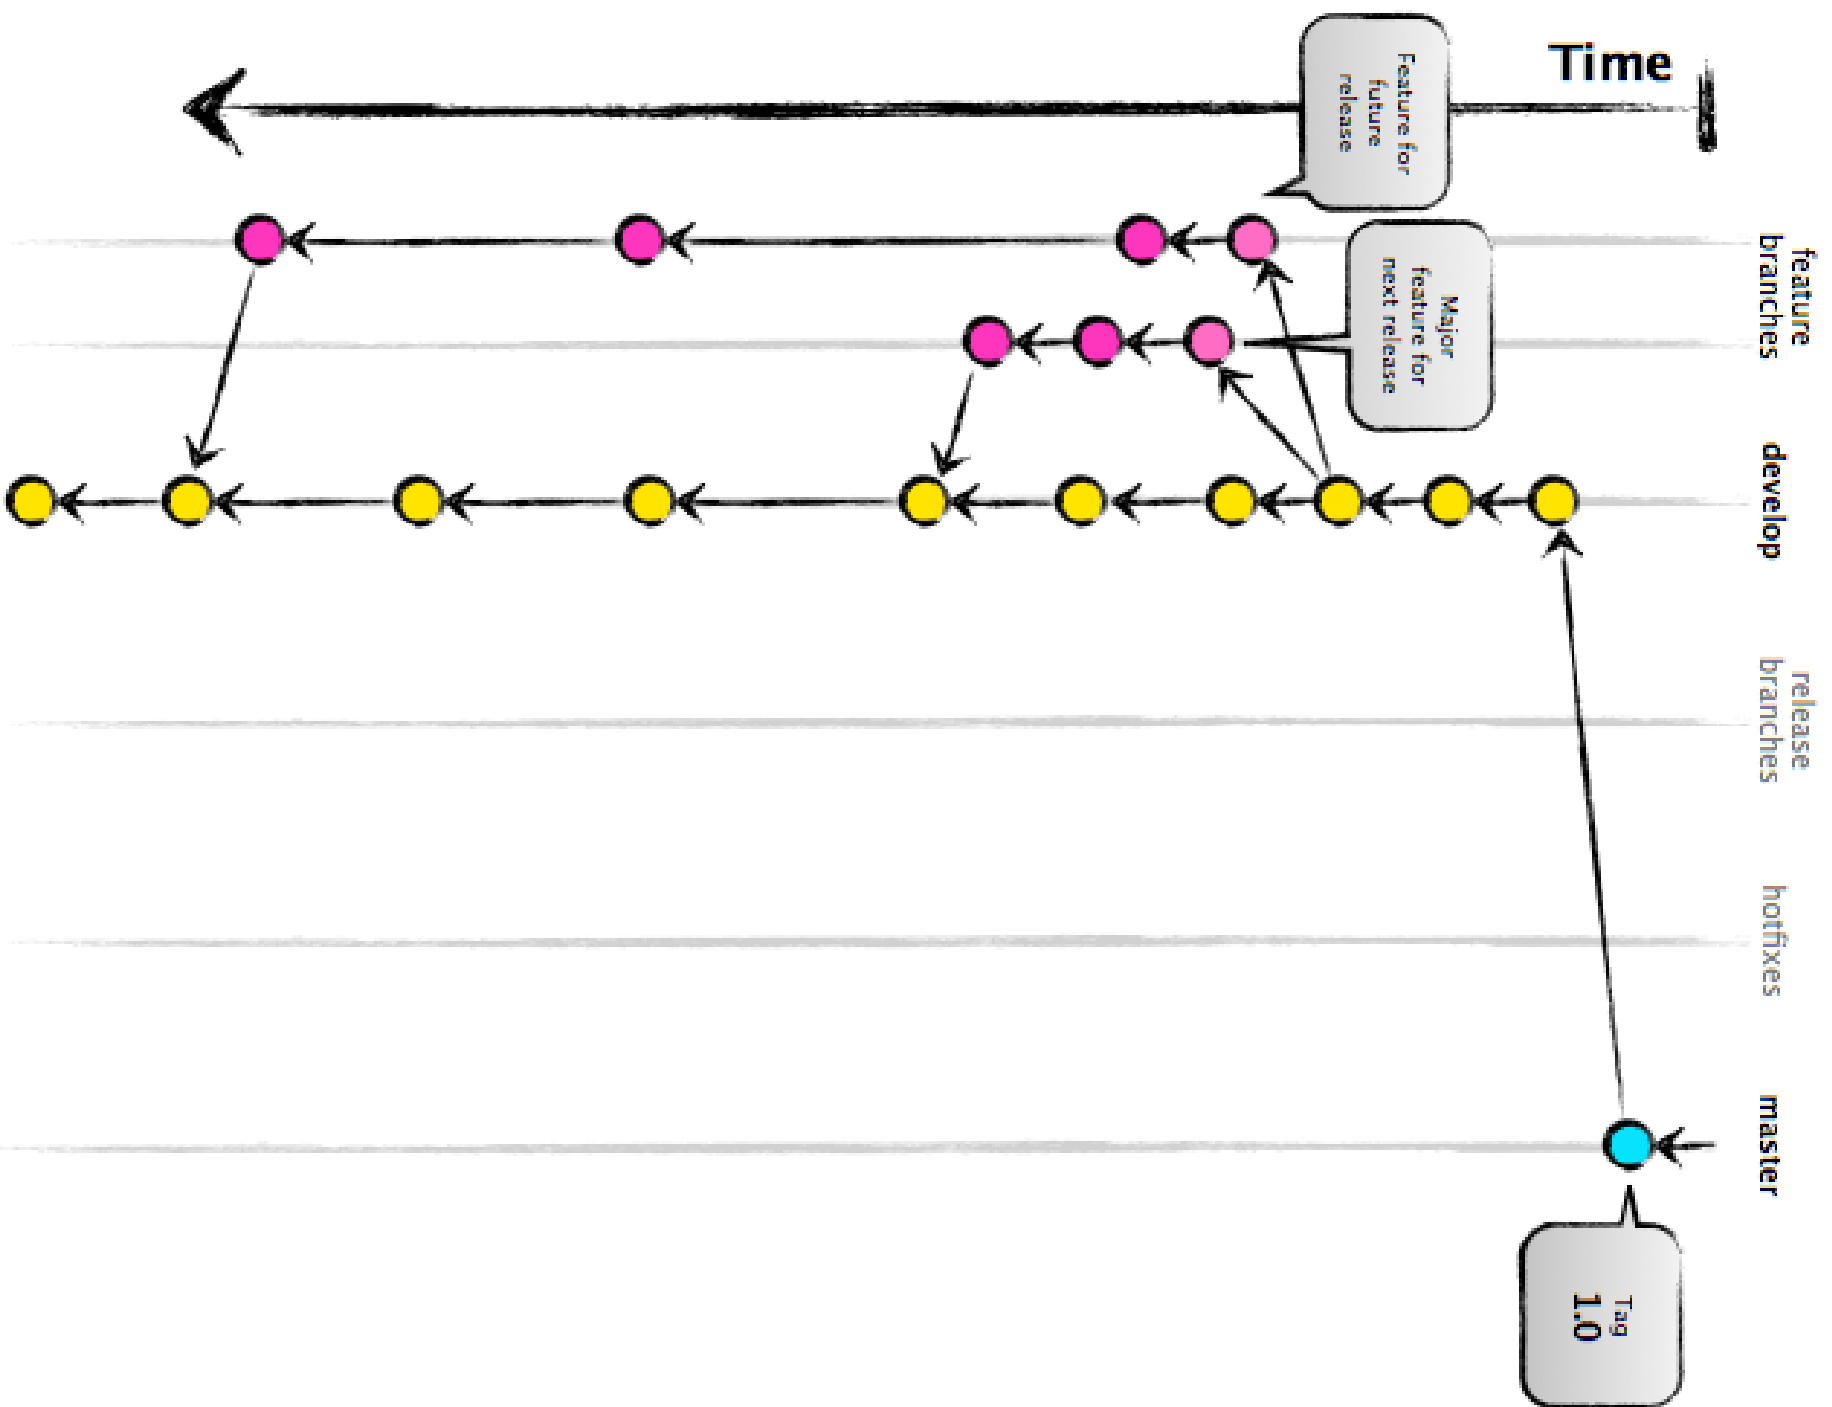 Time
feature
branches
develop
release
branches
hotfixes
master
Feature for
future
release
Major
feature for
next release
Tag
1.0